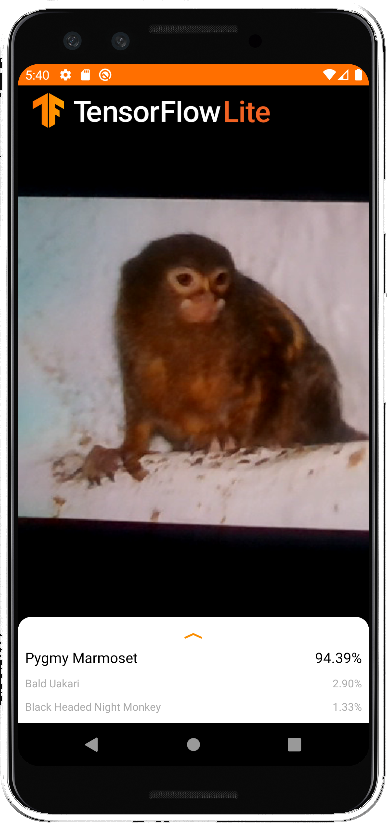 5:40
TensorFlow Lite
Pygmy Marmoset 94.39%
Bald Uakari 2.90%
Black Headed Night Monkey 1.33%